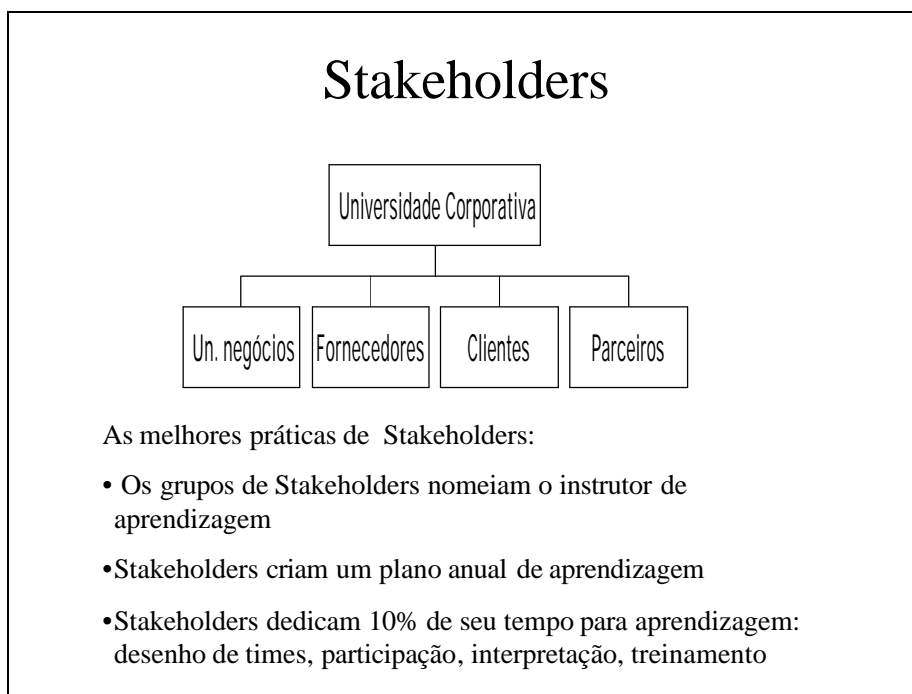 Stakeholders
Universidade Corporativa
Un. negócios Fornecedores Clientes Parceiros
As melhores práticas de Stakeholders:
• Os grupos de Stakeholders nomeiam o instrutor de
aprendizagem
•Stakeholders criam um plano anual de aprendizagem
•Stakeholders dedicam 10% de seu tempo para aprendizagem:
desenho de times, participação, interpretação, treinamento